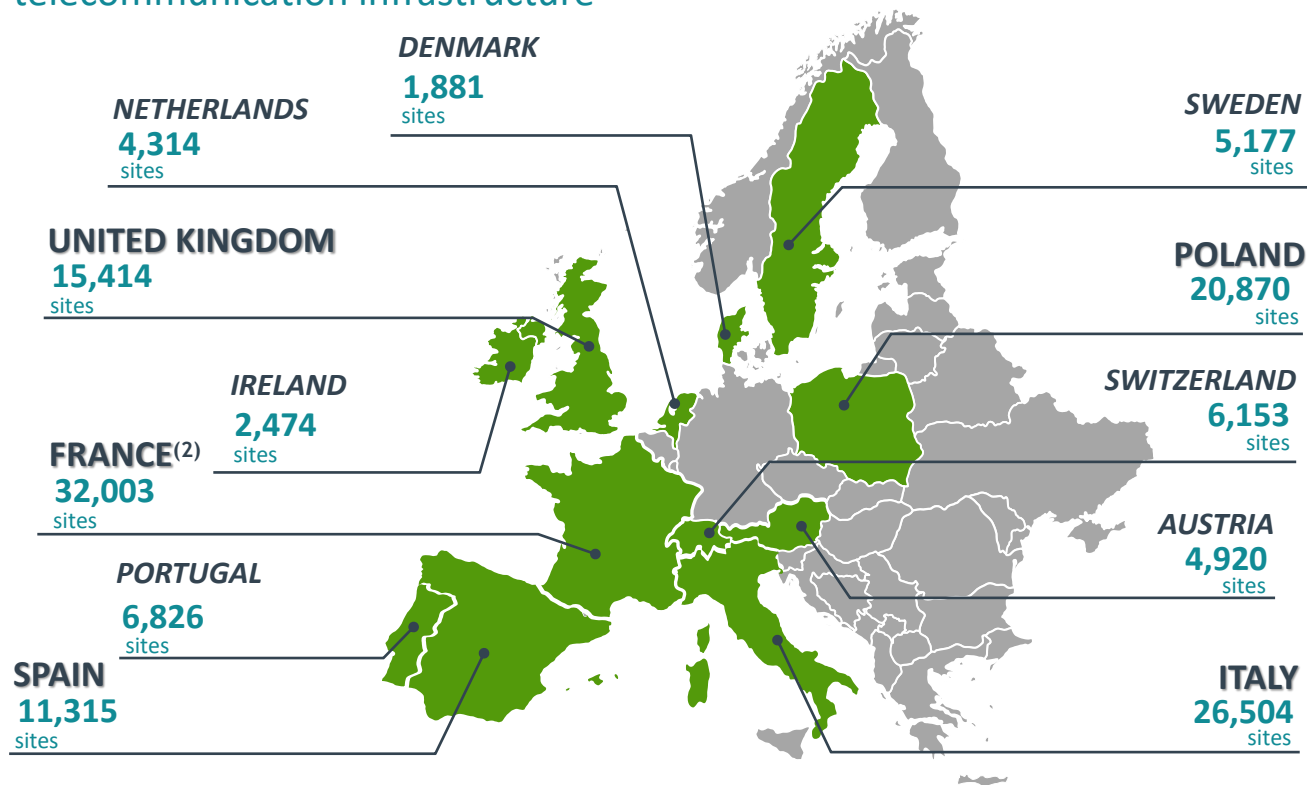 telecommunication infrastructure
DENMARK
1,881
sites
NETHERLANDS
4,314
sites
SWEDEN
5,177
sites
UNITED KINGDOM
15,414
sites
POLAND
20,870
sites
IRELAND
2,474
sites
SWITZERLAND
6,153
sites
FRANCE(2)
32,003
sites
AUSTRIA
4,920
sites
PORTUGAL
6,826
sites
SPAIN
11,315
sites
ITALY
26,504
sites